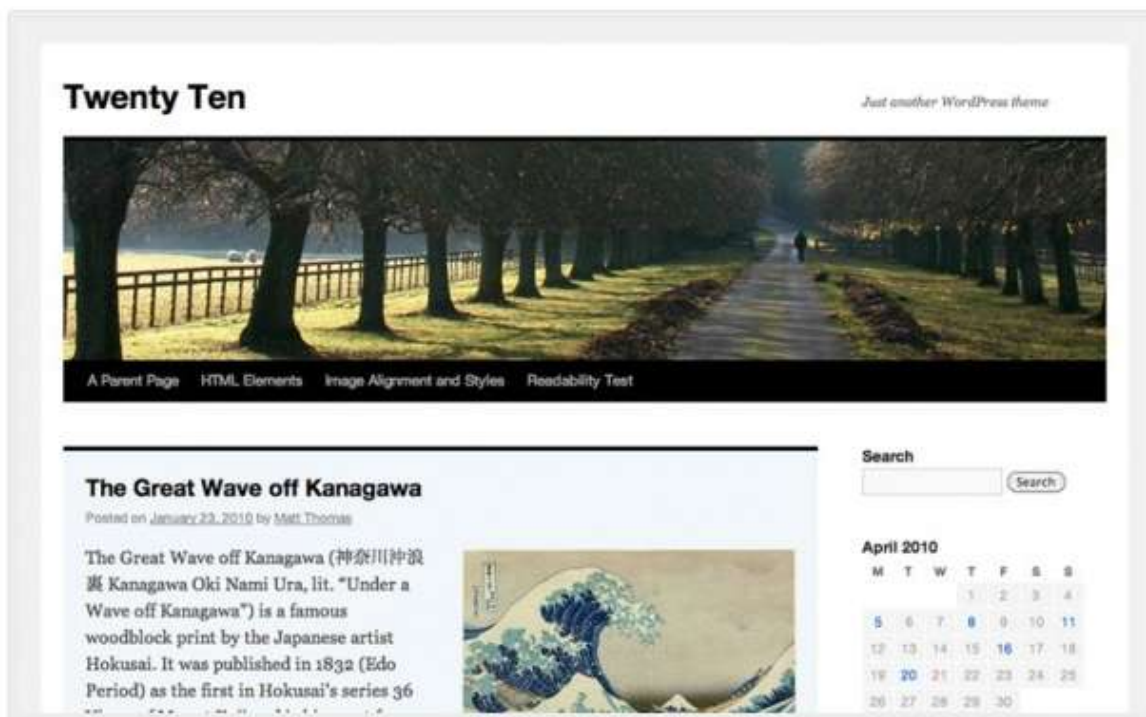 Twenty Ten
Just another WordPress theme
A Parent Page HTML Elements Image Alignment and Styles Readability Test
The Great Wave off Kanagawa
Posted on January 23, 2010 by Matt Thomas
The Great Wave off Kanagawa (神奈川沖浪
裏 Kanagawa Oki Nami Ura, lit. “Under a
Wave off Kanagawa”) is a famous
woodblock print by the Japanese artist
Hokusai. It was published in 1832 (Edo
Period) as the first in Hokusai's series 36
Search
Search
April 2010
M T W T F S S
1 2 3 4
5 6 7 8 9 10 11
12 13 14 15 16 17 18
19 20 21 22 23 24 25
26 27 28 29 30